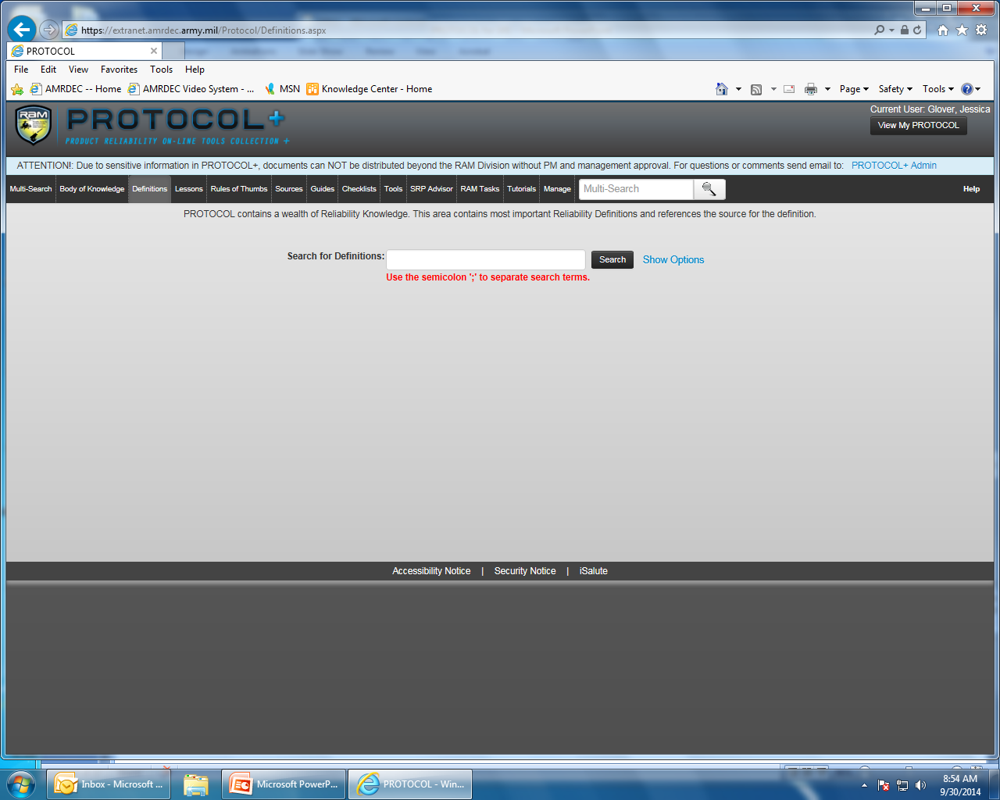 https://extranet.amrdec.army.mil/Protocol/Definitions.aspx
PROTOCOL
File Edit View Favorites Tools Help
AMRDEC -- Home AMRDEC Video System - ... MSN Knowledge Center - Home Page Safety Tools
RAM PROTOCOL+
PRODUCT RELIABILITY ON-LINE TOOLS COLLECTION +
Current User: Glover, Jessica
View My PROTOCOL
ATTENTION!: Due to sensitive information in PROTOCOL+, documents can NOT be distributed beyond the RAM Division without PM and management approval. For questions or comments send email to: PROTOCOL+ Admin
Multi-Search Body of Knowledge Definitions Lessons Rules of Thumbs Sources Guides Checklists Tools SRP Advisor RAM Tasks Tutorials Manage Multi-Search Help
PROTOCOL contains a wealth of Reliability Knowledge. This area contains most important Reliability Definitions and references the source for the definition.
Search for Definitions: Search Show Options
Use the semicolon ';' to separate search terms.
Accessibility Notice | Security Notice | iSalute
Inbox - Microsoft ... Microsoft PowerP... PROTOCOL - Win...
8:54 AM
9/30/2014